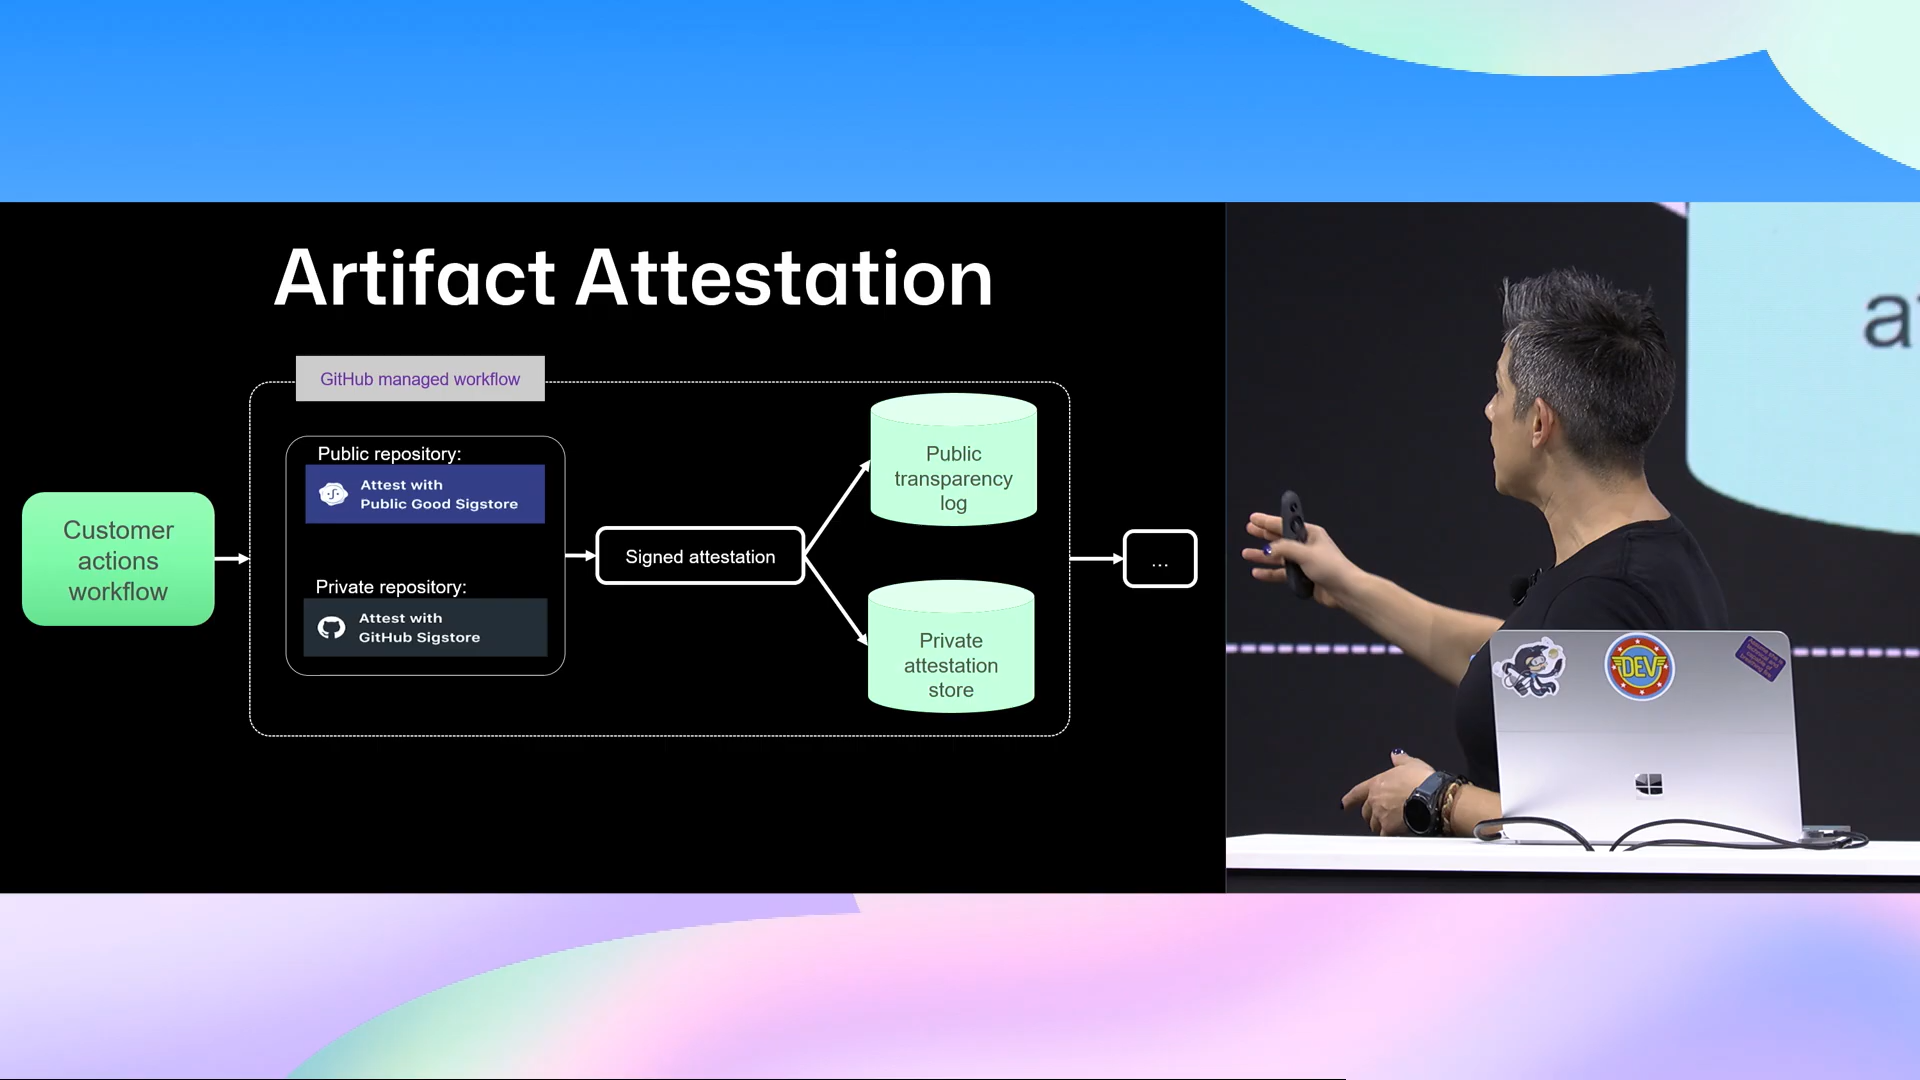 Artifact Attestation
GitHub managed workflow
Public repository:
Attest with
Public Good Sigstore
Private repository:
Attest with
GitHub Sigstore
Customer
actions
workflow
Signed attestation
Public
transparency
log
Private
attestation
store
...
DEV